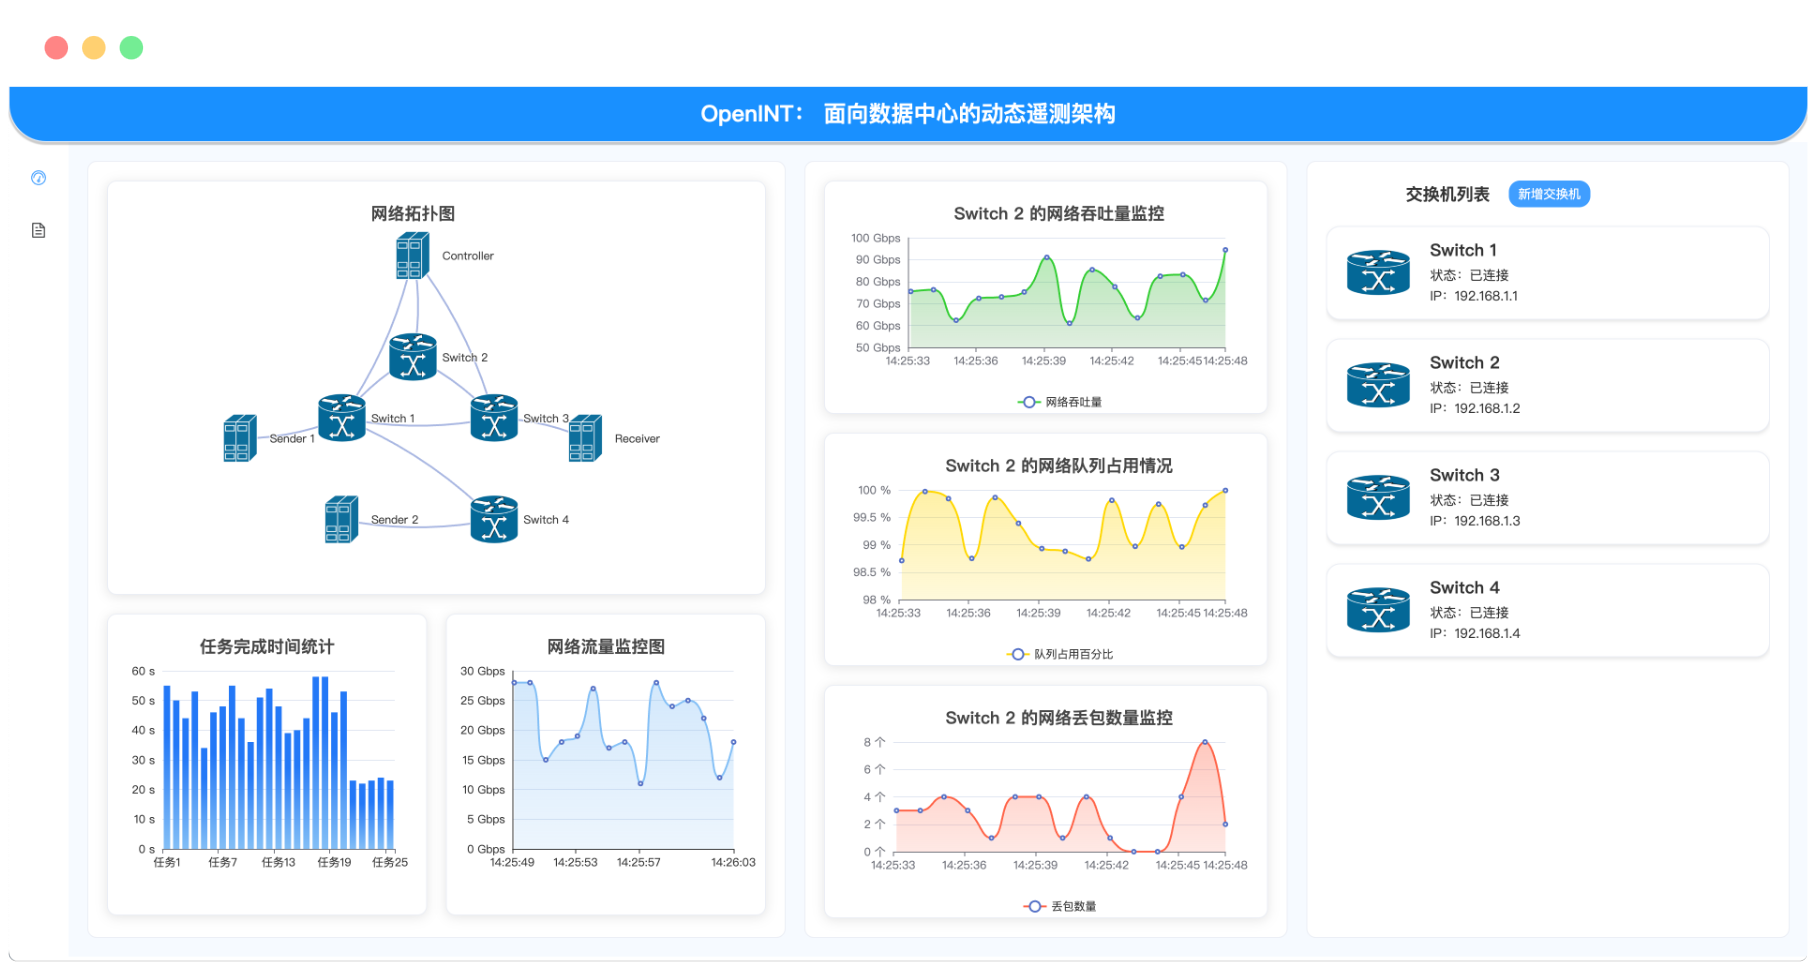 OpenINT： 面向数据中心的动态遥测架构
网络拓扑图
Controller
Switch 2
Switch 1
Switch 3
Sender 1
Receiver
Sender 2
Switch 4
任务完成时间统计
60 s
50 s
40 s
30 s
20 s
10 s
0 s
任务1 任务7 任务13 任务19 任务25
网络流量监控图
30 Gbps
25 Gbps
20 Gbps
15 Gbps
10 Gbps
5 Gbps
0 Gbps
14:25:49 14:25:53 14:25:57 14:26:03
Switch 2 的网络吞吐量监控
100 Gbps
90 Gbps
80 Gbps
70 Gbps
60 Gbps
50 Gbps
14:25:33 14:25:36 14:25:39 14:25:42 14:25:45 14:25:48
网络吞吐量
Switch 2 的网络队列占用情况
100 %
99.5 %
99 %
98.5 %
98 %
14:25:33 14:25:36 14:25:39 14:25:42 14:25:45 14:25:48
队列占用百分比
Switch 2 的网络丢包数量监控
8 个
6 个
4 个
2 个
0 个
14:25:33 14:25:36 14:25:39 14:25:42 14:25:45 14:25:48
丢包数量
交换机列表 新增交换机
Switch 1
状态：已连接
IP：192.168.1.1
Switch 2
状态：已连接
IP：192.168.1.2
Switch 3
状态：已连接
IP：192.168.1.3
Switch 4
状态：已连接
IP：192.168.1.4